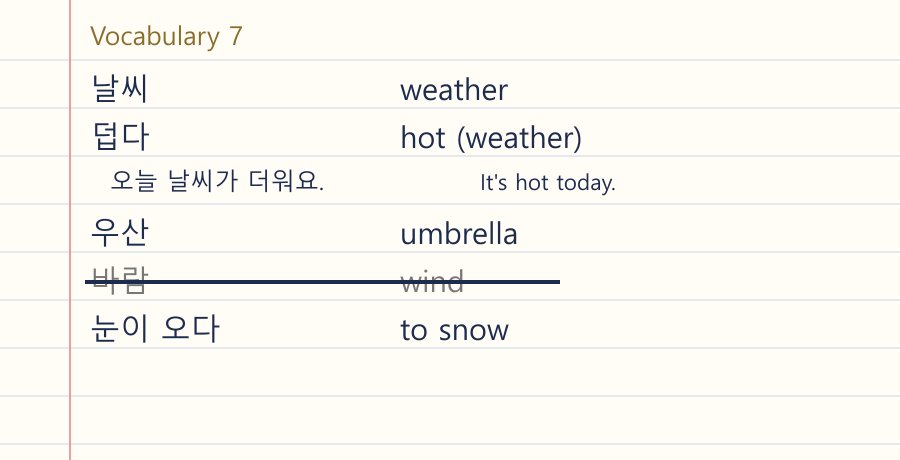 Vocabulary 7
날씨 weather
덥다 hot (weather)
오늘 날씨가 더워요. It's hot today.
우산 umbrella
바람 wind
눈이 오다 to snow